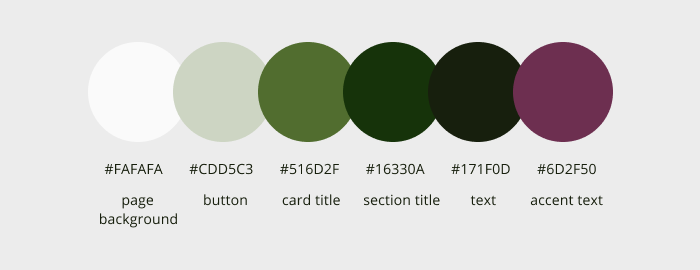 #FAFAFA #CDD5C3 #516D2F #16330A #171F0D #6D2F50
page button card title section title text accent text
background